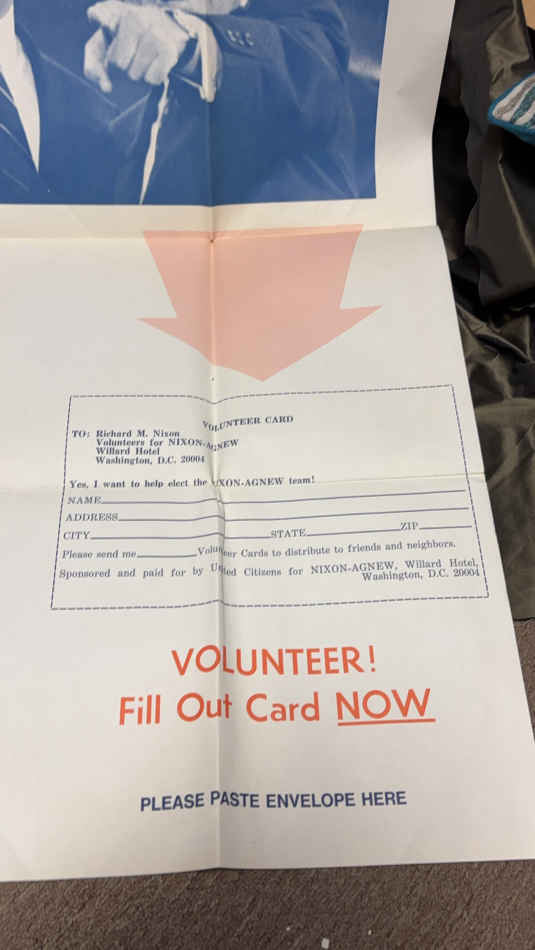 VOLUNTEER CARD
TO: Richard M. Nixon
Volunteers for NIXON-AGNEW
Willard Hotel
Washington, D.C. 20004
Yes, I want to help elect the NIXON-AGNEW team!
NAME
ADDRESS
CITY STATE ZIP
Please send me Volunteer Cards to distribute to friends and neighbors.
Sponsored and paid for by United Citizens for NIXON-AGNEW, Willard Hotel,
Washington, D.C. 20004
VOLUNTEER!
Fill Out Card NOW
PLEASE PASTE ENVELOPE HERE